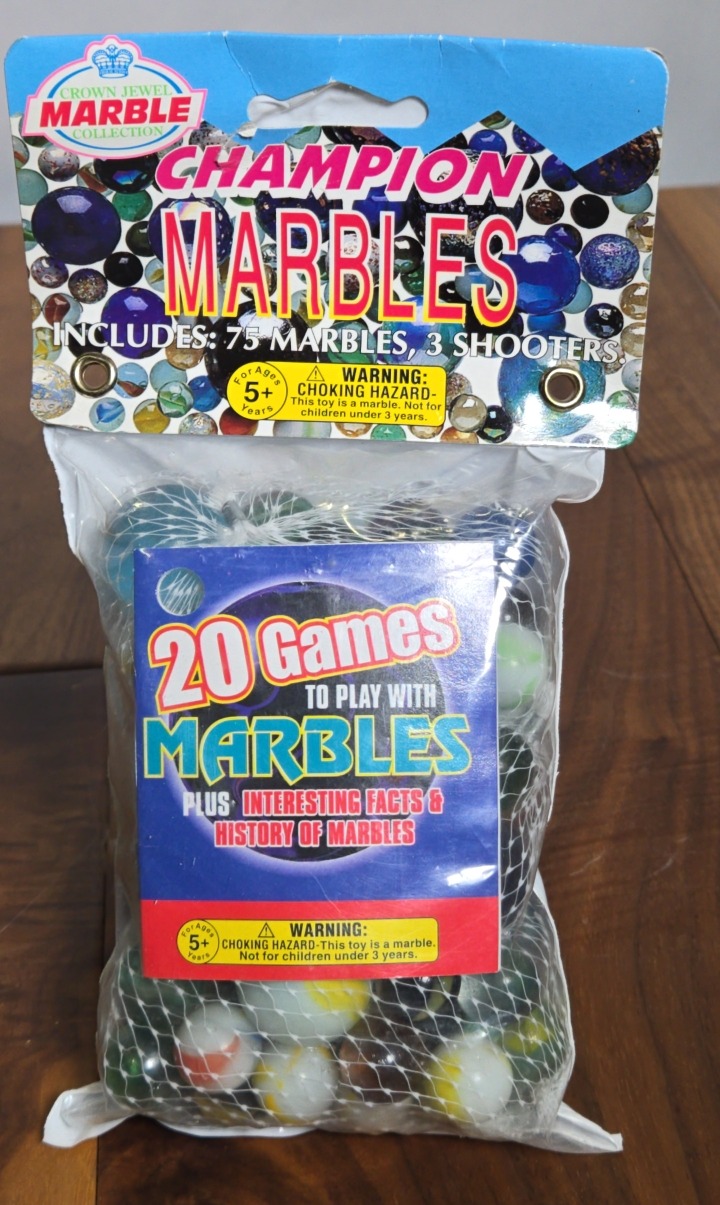 CROWN JEWEL
MARBLE
COLLECTION
CHAMPION
MARBLES
INCLUDES: 75 MARBLES, 3 SHOOTERS.
For Ages
5+
Years
WARNING:
CHOKING HAZARD-
This toy is a marble. Not for
children under 3 years.
20 Games
TO PLAY WITH
MARBLES
PLUS INTERESTING FACTS &
HISTORY OF MARBLES
For Ages
5+
Years
WARNING:
CHOKING HAZARD-This toy is a marble.
Not for children under 3 years.